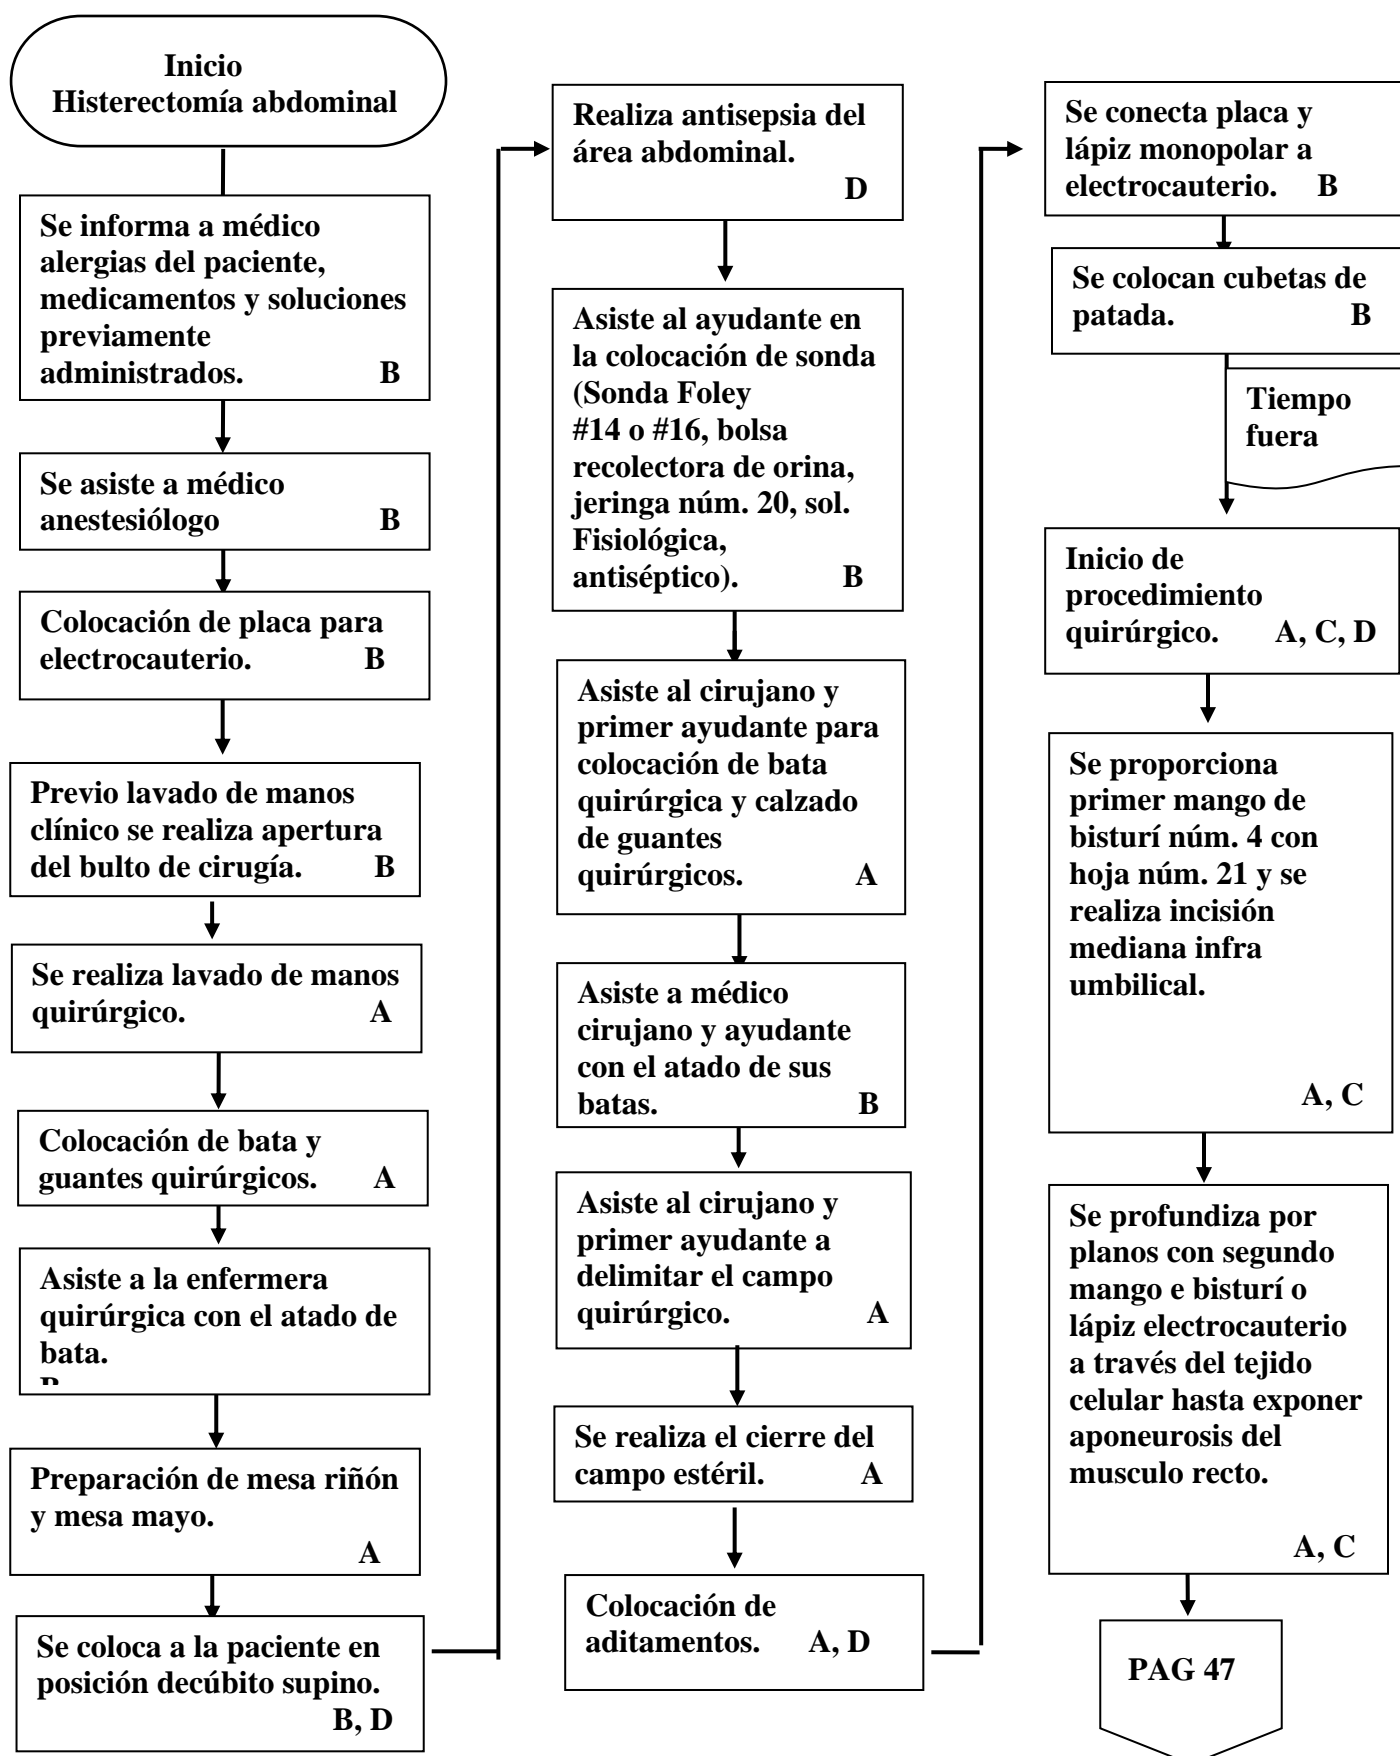 Inicio
Histerectomía abdominal
Se informa a médico
alergias del paciente,
medicamentos y soluciones
previamente
administrados. B
Se asiste a médico
anestesiólogo B
Colocación de placa para
electrocauterio. B
Previo lavado de manos
clínico se realiza apertura
del bulto de cirugía. B
Se realiza lavado de manos
quirúrgico. A
Colocación de bata y
guantes quirúrgicos. A
Asiste a la enfermera
quirúrgica con el atado de
bata.
Preparación de mesa riñón
y mesa mayo.
A
Se coloca a la paciente en
posición decúbito supino.
B, D
Realiza antisepsia del
área abdominal.
D
Asiste al ayudante en
la colocación de sonda
(Sonda Foley
#14 o #16, bolsa
recolectora de orina,
jeringa núm. 20, sol.
Fisiológica,
antiséptico). B
Asiste al cirujano y
primer ayudante para
colocación de bata
quirúrgica y calzado
de guantes
quirúrgicos. A
Asiste a médico
cirujano y ayudante
con el atado de sus
batas. B
Asiste al cirujano y
primer ayudante a
delimitar el campo
quirúrgico. A
Se realiza el cierre del
campo estéril. A
Colocación de
aditamentos. A, D
Se conecta placa y
lápiz monopolar a
electrocauterio. B
Se colocan cubetas de
patada. B
Tiempo
fuera
Inicio de
procedimiento
quirúrgico. A, C, D
Se proporciona
primer mango de
bisturí núm. 4 con
hoja núm. 21 y se
realiza incisión
mediana infra
umbilical.
A, C
Se profundiza por
planos con segundo
mango e bisturí o
lápiz electrocauterio
a través del tejido
celular hasta exponer
aponeurosis del
musculo recto.
A, C
PAG 47